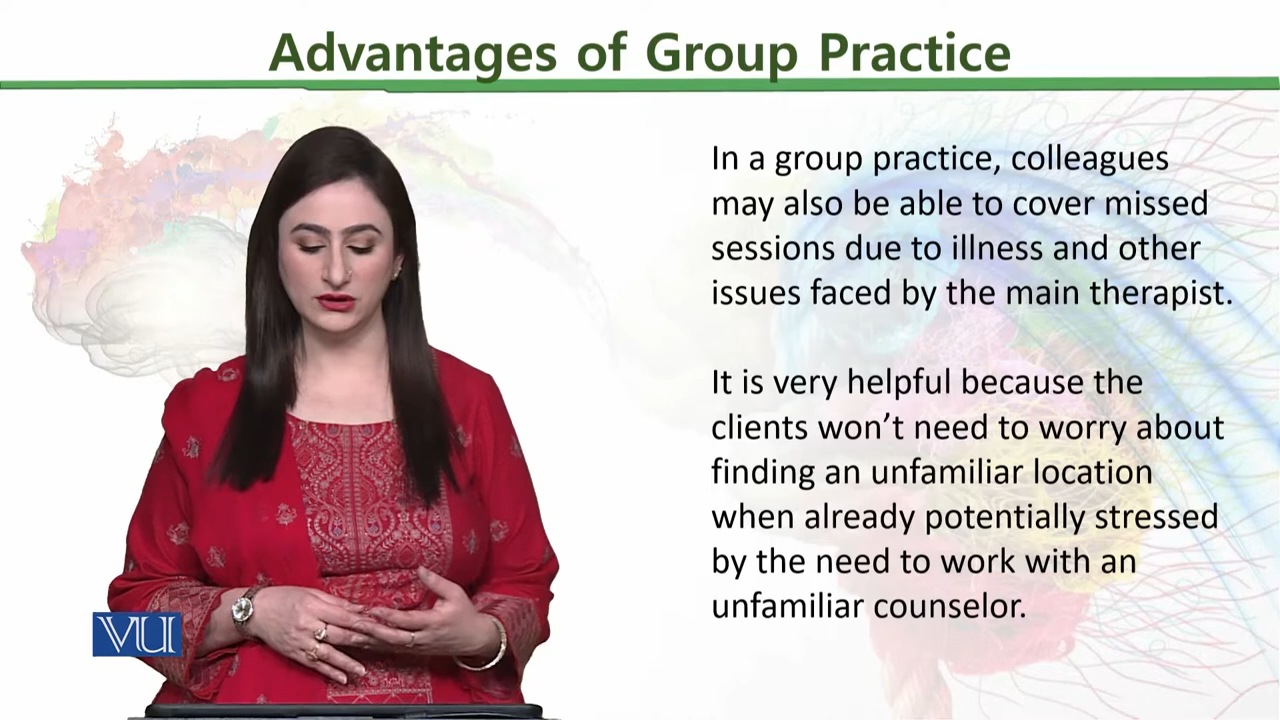 Advantages of Group Practice
In a group practice, colleagues
may also be able to cover missed
sessions due to illness and other
issues faced by the main therapist.
It is very helpful because the
clients won’t need to worry about
finding an unfamiliar location
when already potentially stressed
by the need to work with an
unfamiliar counselor.
VU